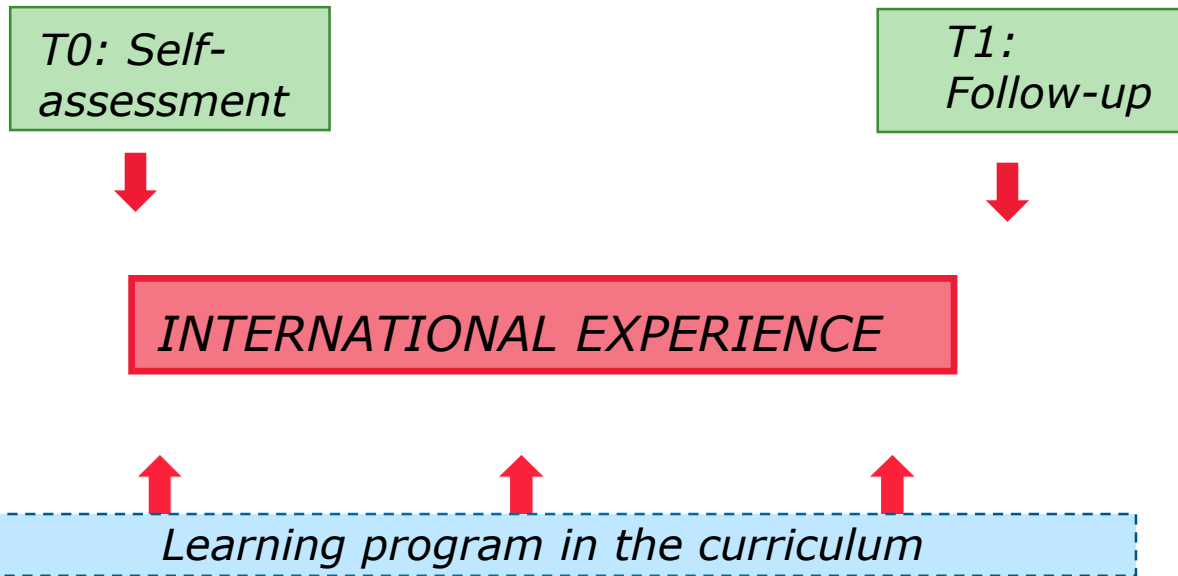 T0: Self-
assessment
T1:
Follow-up
INTERNATIONAL EXPERIENCE
Learning program in the curriculum